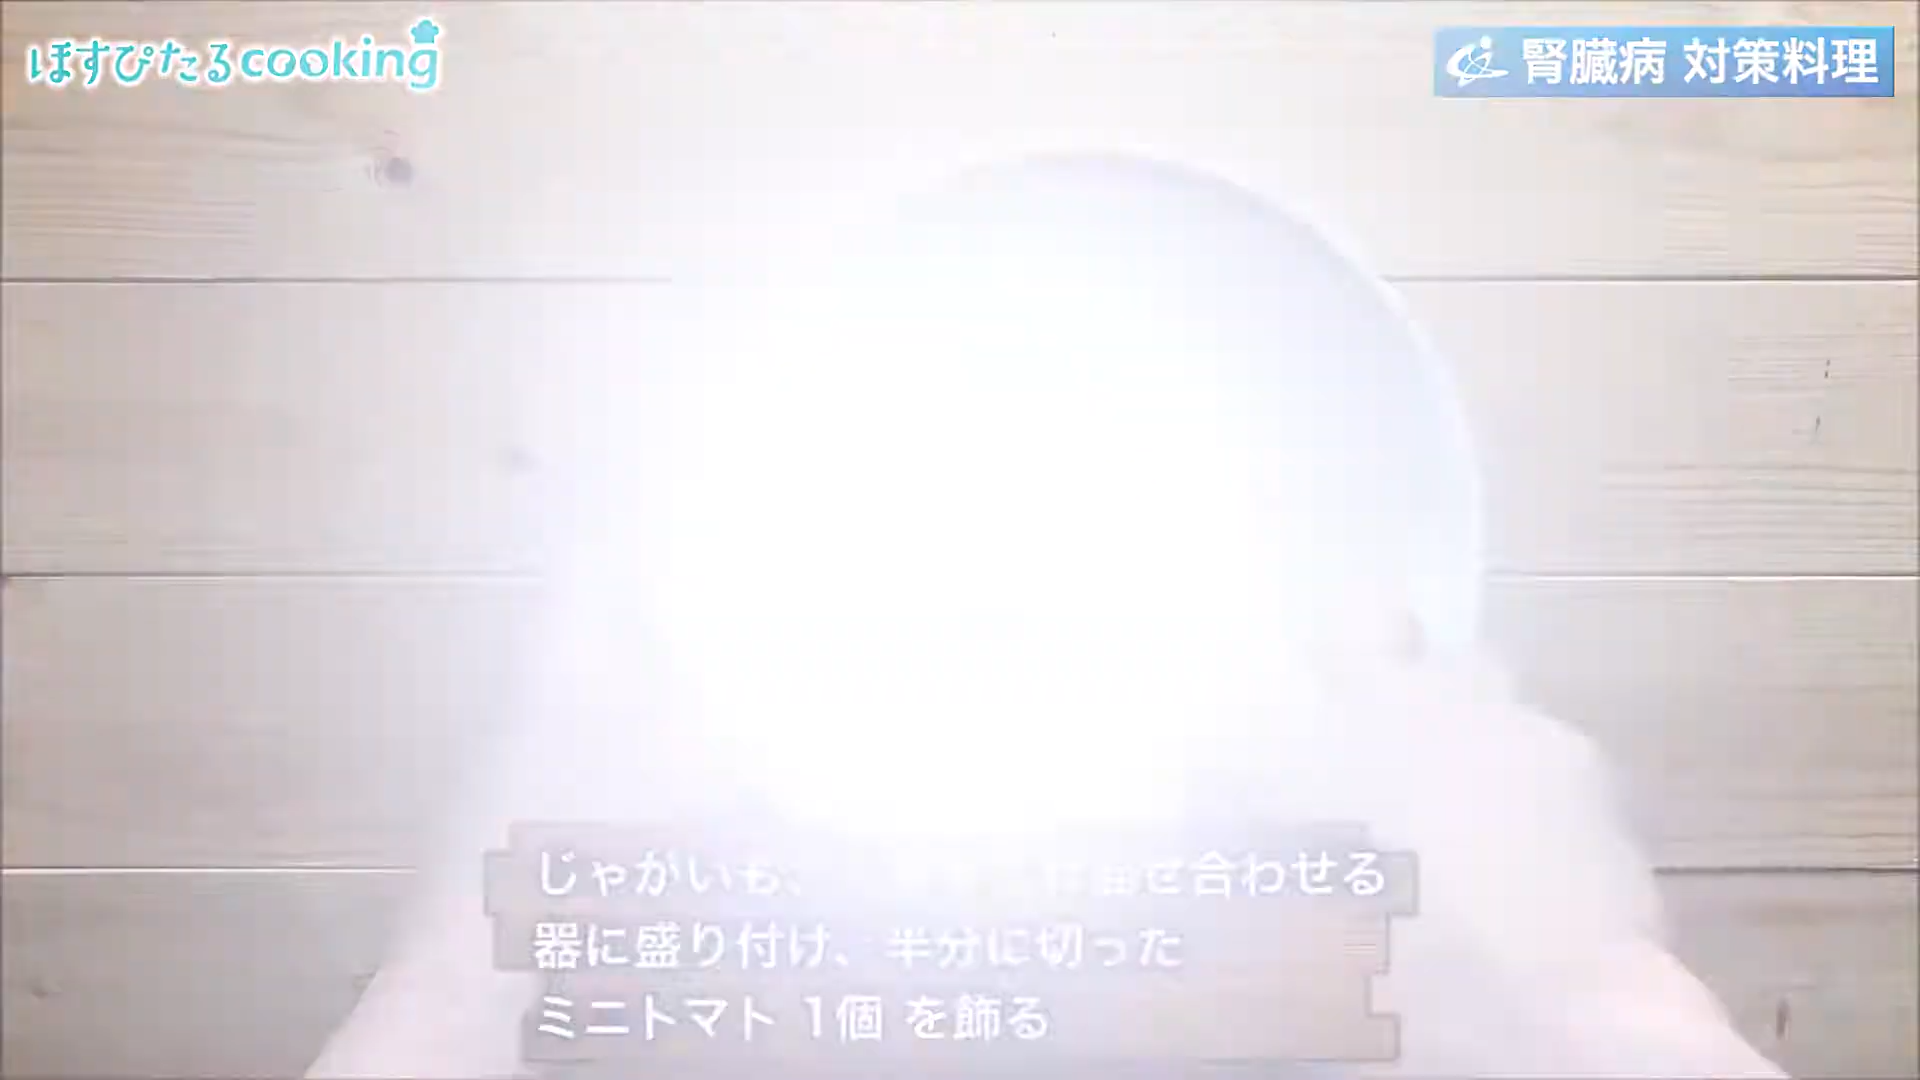 ほすぴたるcooking
腎臓病 対策料理
じゃがいも、 混ぜ合わせる
器に盛り付け、半分に切った
ミニトマト 1個 を飾る